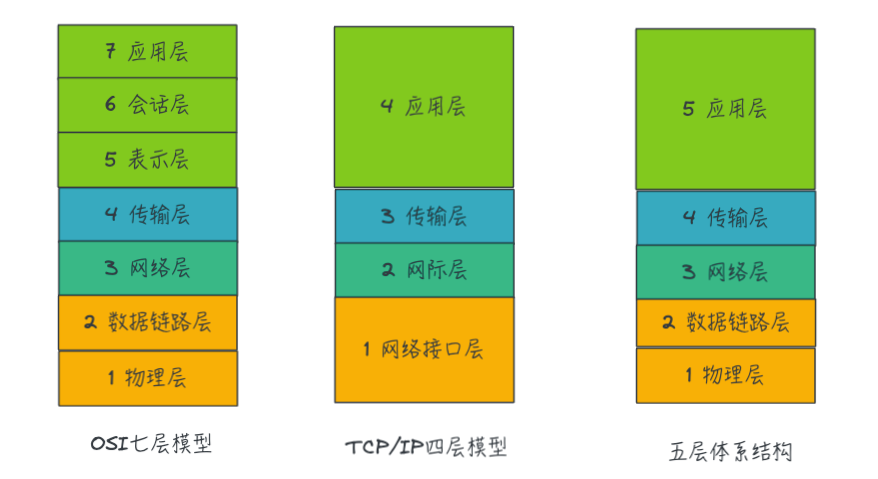 7 应用层
6 会话层
5 表示层
4 传输层
3 网络层
2 数据链路层
1 物理层
OSI七层模型
4 应用层
3 传输层
2 网际层
1 网络接口层
TCP/IP四层模型
5 应用层
4 传输层
3 网络层
2 数据链路层
1 物理层
五层体系结构